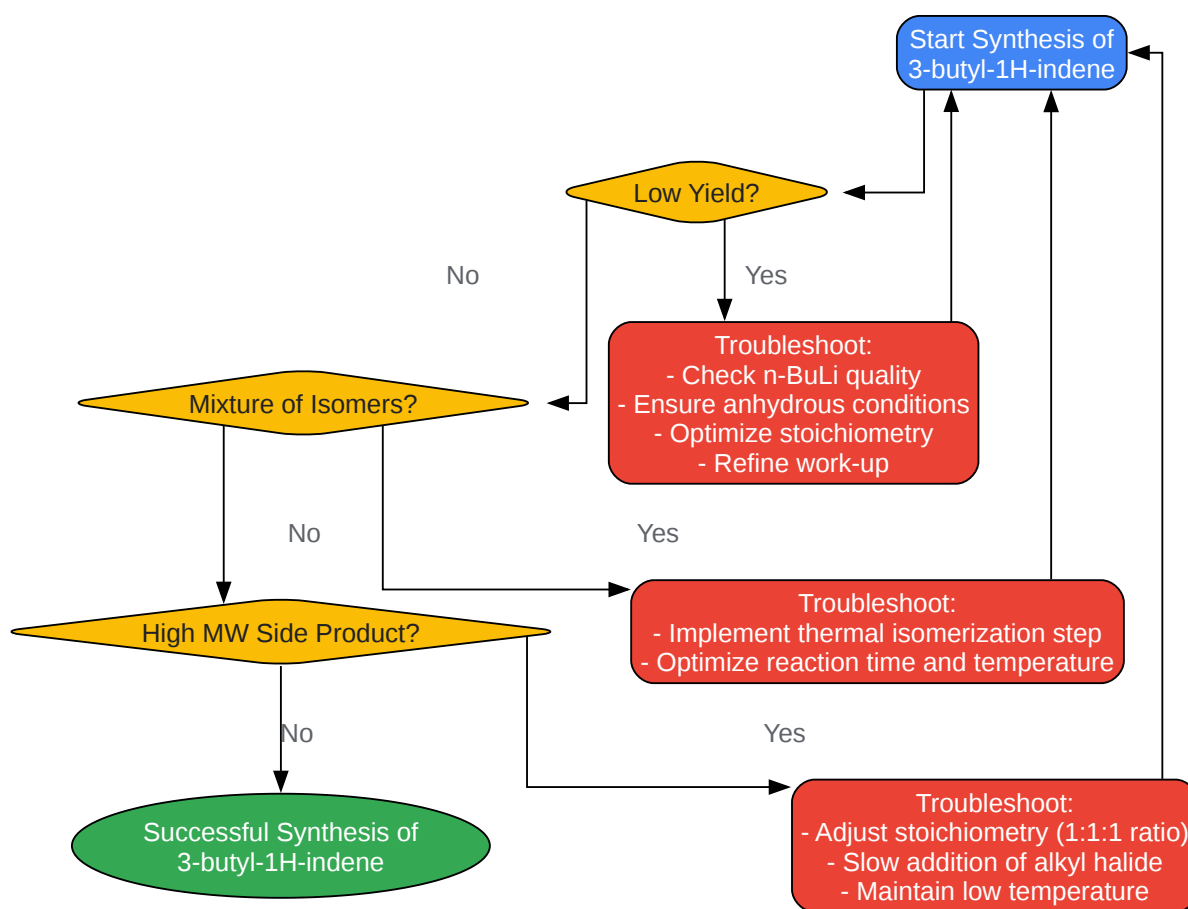 Start Synthesis of
3-butyl-1H-indene
Low Yield?
No
Yes
Troubleshoot:
- Check n-BuLi quality
- Ensure anhydrous conditions
- Optimize stoichiometry
- Refine work-up
Mixture of Isomers?
No
Yes
Troubleshoot:
- Implement thermal isomerization step
- Optimize reaction time and temperature
High MW Side Product?
No
Yes
Successful Synthesis of
3-butyl-1H-indene
Troubleshoot:
- Adjust stoichiometry (1:1:1 ratio)
- Slow addition of alkyl halide
- Maintain low temperature